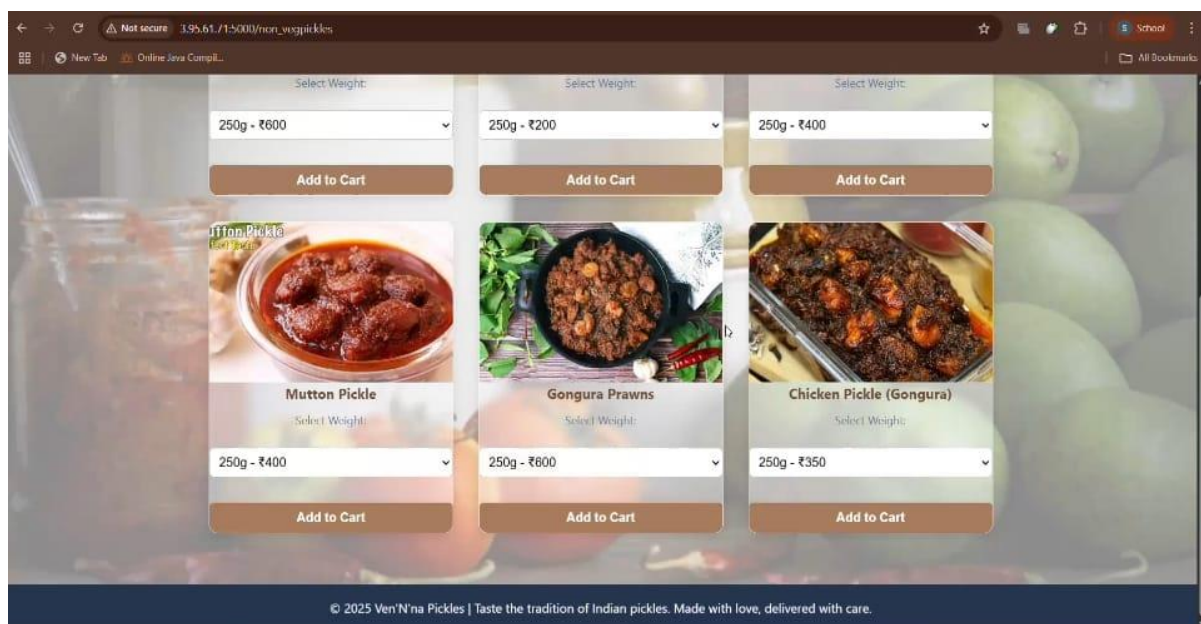 Not secure 3.95.61.71:5000/non_vegpickles
S School
New Tab Online Java Compil...
All Bookmarks
Select Weight: Select Weight: Select Weight:
250g - ₹600 250g - ₹200 250g - ₹400
Add to Cart Add to Cart Add to Cart
Mutton Pickle
Mutton Pickle Gongura Prawns Chicken Pickle (Gongura)
Select Weight: Select Weight: Select Weight:
250g - ₹400 250g - ₹600 250g - ₹350
Add to Cart Add to Cart Add to Cart
© 2025 Ven'N'na Pickles | Taste the tradition of Indian pickles. Made with love, delivered with care.